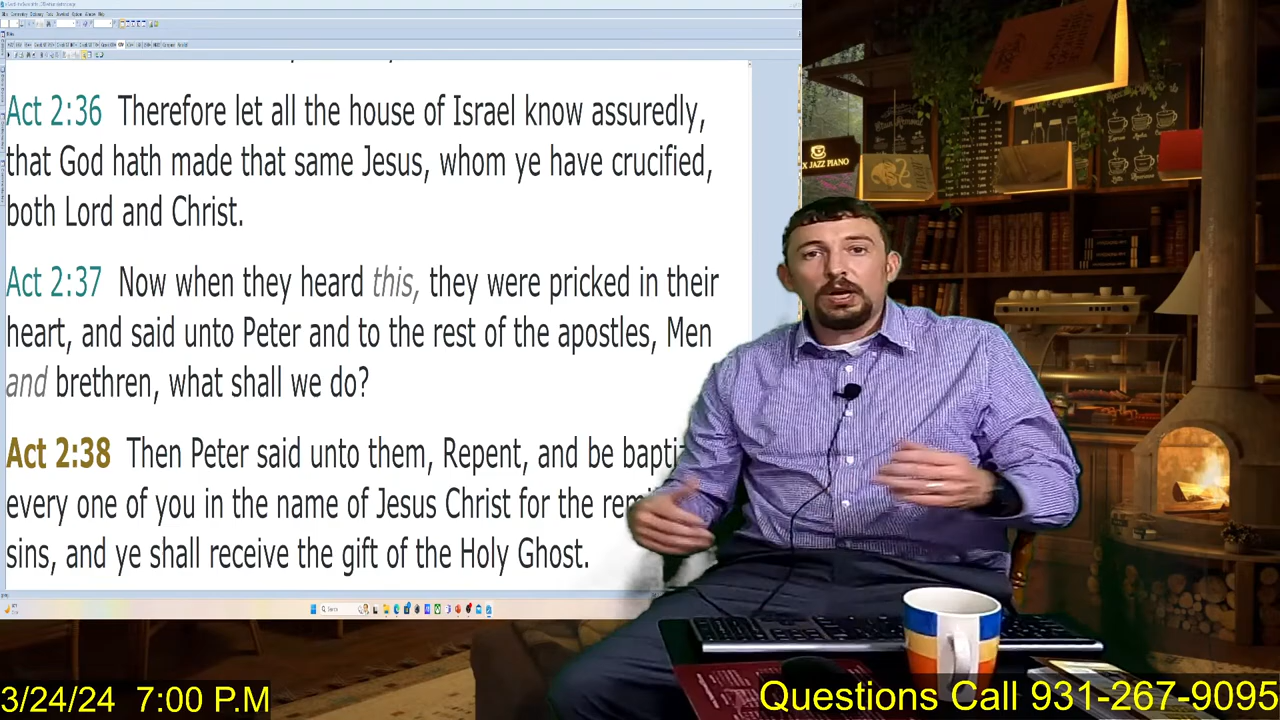 Act 2:36 Therefore let all the house of Israel know assuredly,
that God hath made that same Jesus, whom ye have crucified,
both Lord and Christ.
Act 2:37 Now when they heard this, they were pricked in their
heart, and said unto Peter and to the rest of the apostles, Men
and brethren, what shall we do?
Act 2:38 Then Peter said unto them, Repent, and be bapti
every one of you in the name of Jesus Christ for the rem
sins, and ye shall receive the gift of the Holy Ghost.
X JAZZ PIANO
3/24/24 7:00 P.M
Questions Call 931-267-9095